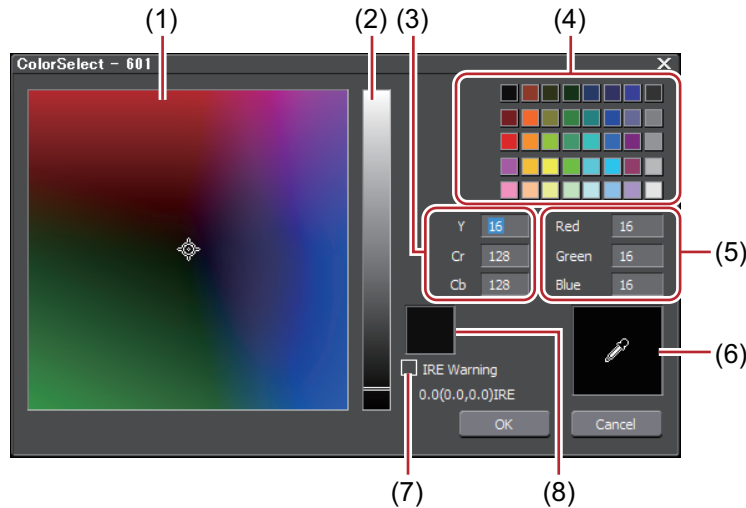 (1) (2) (3) (4)
ColorSelect - 601 X
Y 16 Red 16
Cr 128 Green 16
Cb 128 Blue 16
(5)
(6)
IRE Warning
0.0(0.0,0.0)IRE
OK Cancel
(7) (8)